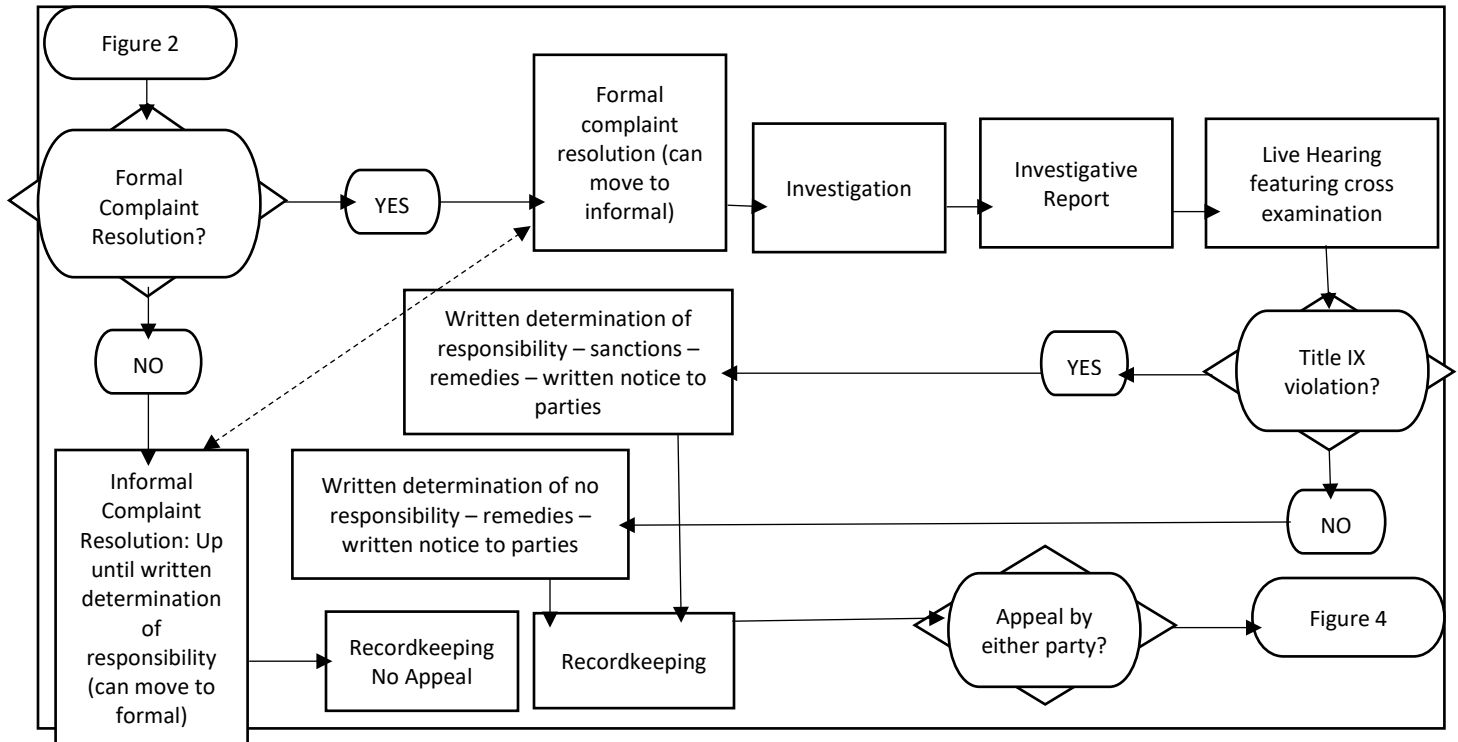 Figure 2
Formal
Complaint
Resolution?
YES
Formal
complaint
resolution (can
move to
informal)
Investigation
Investigative
Report
Live Hearing
featuring cross
examination
Title IX
violation?
YES
Written determination of
responsibility – sanctions –
remedies – written notice to
parties
NO
Written determination of no
responsibility – remedies –
written notice to parties
NO
Informal
Complaint
Resolution: Up
until written
determination
of
responsibility
(can move to
formal)
Recordkeeping
No Appeal
Recordkeeping
Appeal by
either party?
Figure 4